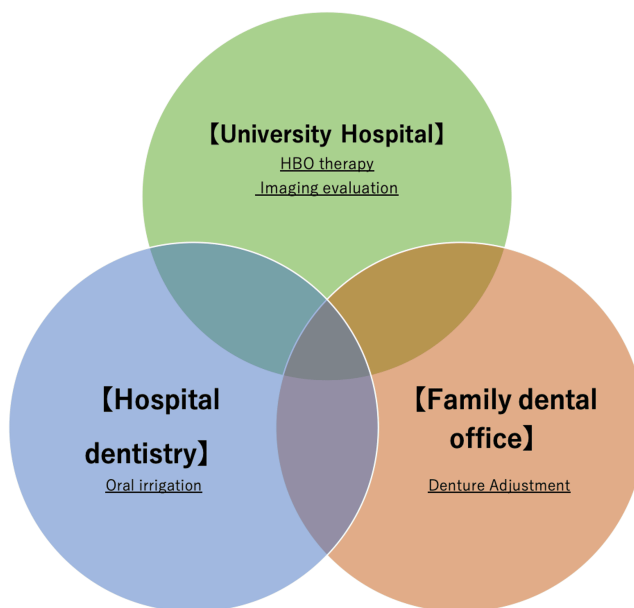 【University Hospital】
HBO therapy
Imaging evaluation
【Hospital
dentistry】
Oral irrigation
【Family dental
office】
Denture Adjustment